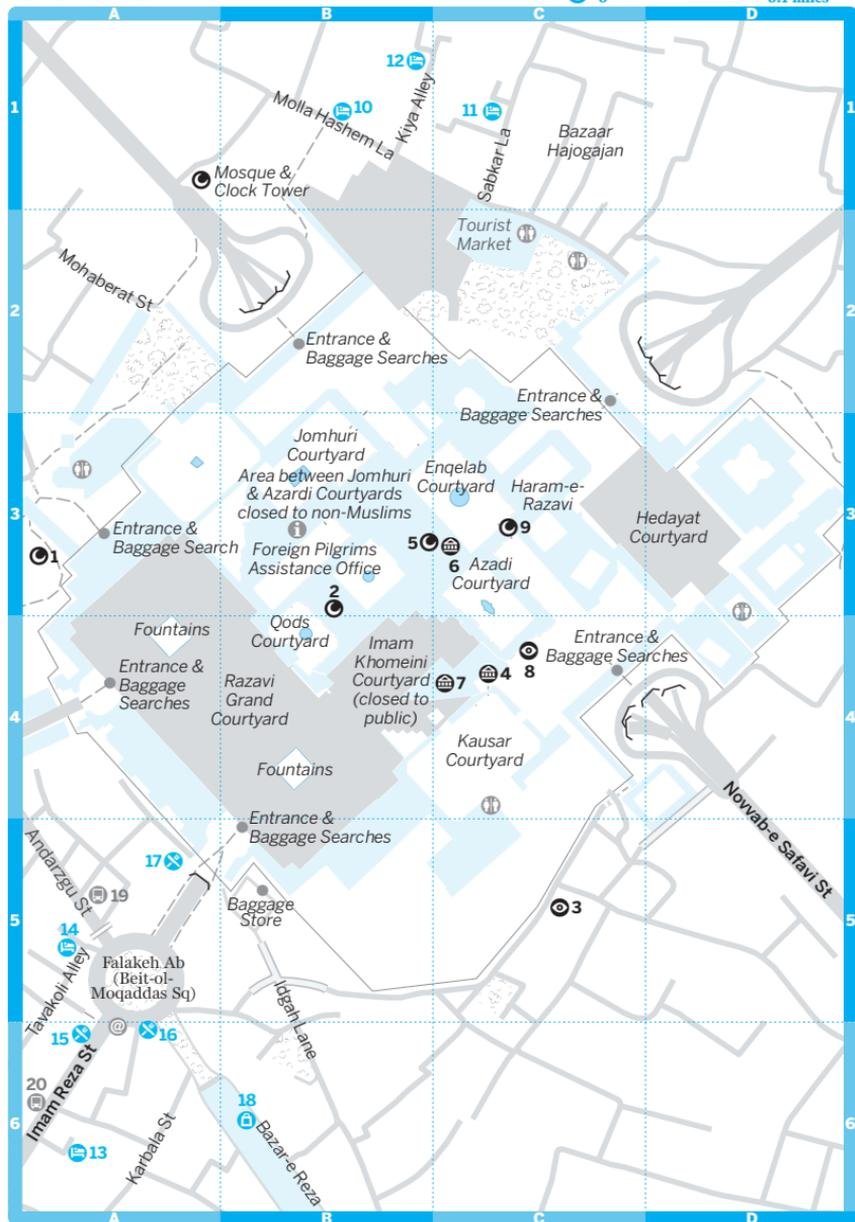 A
B
C
D
1
12
10
11
1
Molla Hashem La
Kiya Alley
Sabkar La
Bazaar
Hajogajan
Mosque &
Clock Tower
Tourist
Market
Mohaberat St
2
2
Entrance &
Baggage Searches
Entrance &
Baggage Searches
Jomhuri
Courtyard
Area between Jomhuri
& Azardi Courtyards
closed to non-Muslims
Enqelab
Courtyard
Haram-e-
Razavi
3
Hedayat
Courtyard
3
Entrance &
Baggage Search
1
i
Foreign Pilgrims
Assistance Office
5
6
9
Azadi
Courtyard
2
Fountains
Qods
Courtyard
Imam
Khomeini
Courtyard
(closed to
public)
Entrance &
Baggage Searches
8
4
7
Entrance &
Baggage
Searches
Razavi
Grand
Courtyard
4
4
Kausar
Courtyard
Fountains
Novvab-e Safavi St
Entrance &
Baggage Searches
Andarzgu St
17
19
Baggage
Store
3
5
5
14
Falakeh Ab
(Beit-ol-
Moqaddas Sq)
Tavakoli Alley
Idgah Lane
15
@
16
20
Imam Reza St
18
6
6
Bazar-e Reza
Karbala St
13
A
B
C
D